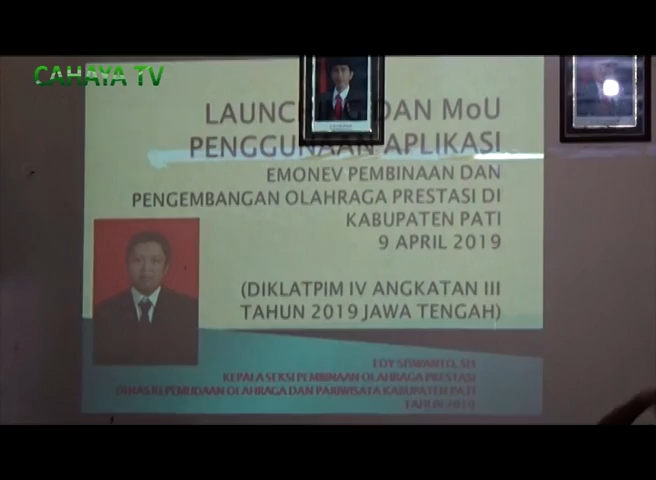 CAHAYA TV
LAUNCHING DAN MoU
PENGGUNAAN APLIKASI
EMONEV PEMBINAAN DAN
PENGEMBANGAN OLAHRAGA PRESTASI DI
KABUPATEN PATI
9 APRIL 2019
(DIKLATPIM IV ANGKATAN III
TAHUN 2019 JAWA TENGAH)
EDY SISWANTO,
KEPALA SEKSI PEMBINAAN OLAHRAGA PRESTASI
DINAS KEPEMUDAAN OLAHRAGA DAN PARIWISATA KABUPATEN PATI
TAHUN 2019